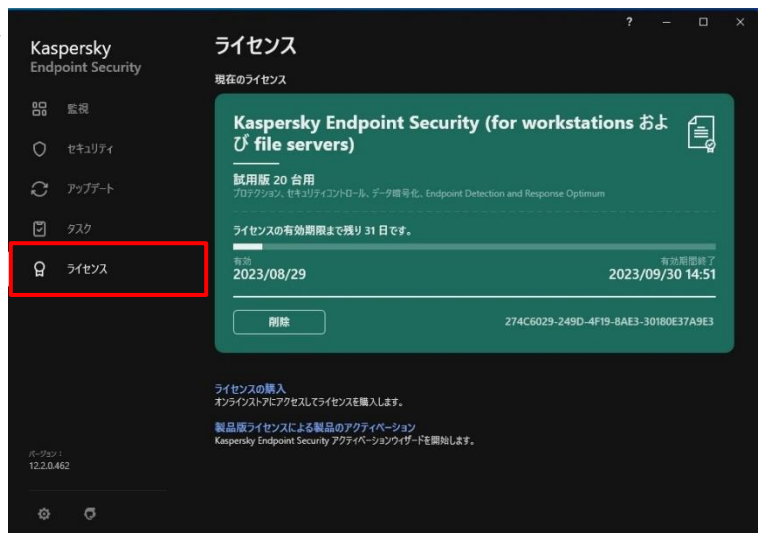 Kaspersky
Endpoint Security
監視
セキュリティ
アップデート
タスク
ライセンス
バージョン :
12.2.0.462
?
ライセンス
現在のライセンス
Kaspersky Endpoint Security (for workstations およ
び file servers)
試用版 20 台用
プロテクション、セキュリティコントロール、データ暗号化、Endpoint Detection and Response Optimum
ライセンスの有効期限まで残り 31 日です。
有効
2023/08/29
有効期間終了
2023/09/30 14:51
削除
274C6029-249D-4F19-8AE3-30180E37A9E3
ライセンスの購入
オンラインストアにアクセスしてライセンスを購入します。
製品版ライセンスによる製品のアクティベーション
Kaspersky Endpoint Security アクティベーションウィザードを開始します。